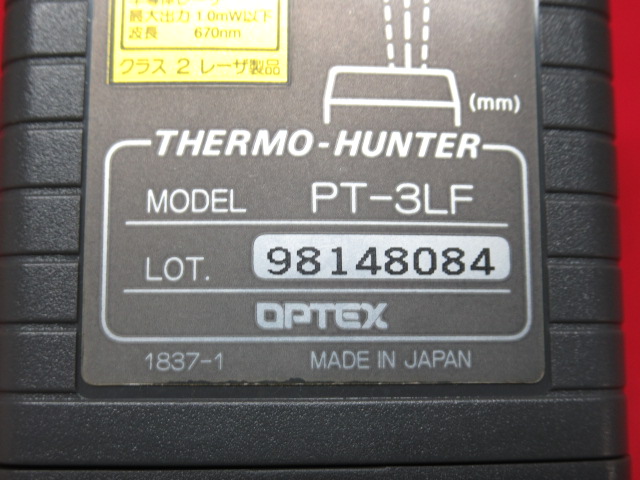 最大出力 1.0mW以下
波長 670nm
クラス 2 レーザ製品
(mm)
THERMO-HUNTER
MODEL PT-3LF
LOT. 98148084
OPTEX
1837-1 MADE IN JAPAN